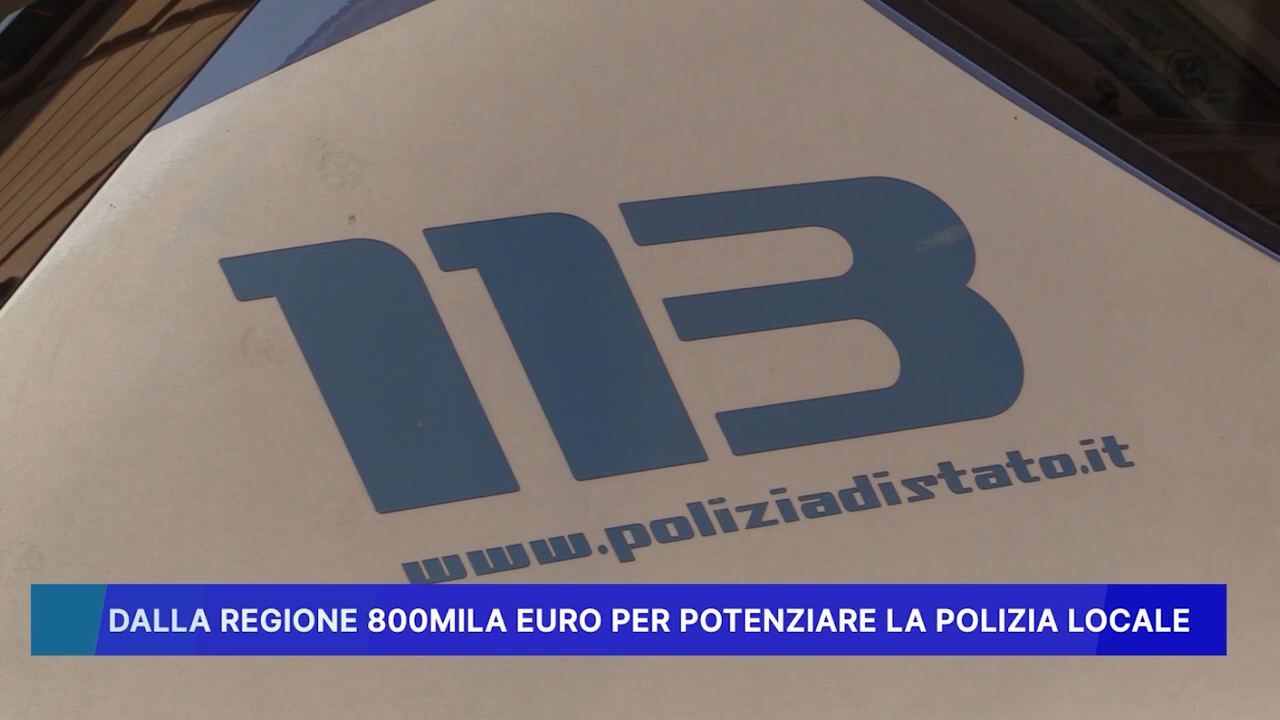 113
www.poliziadistato.it
DALLA REGIONE 800MILA EURO PER POTENZIARE LA POLIZIA LOCALE